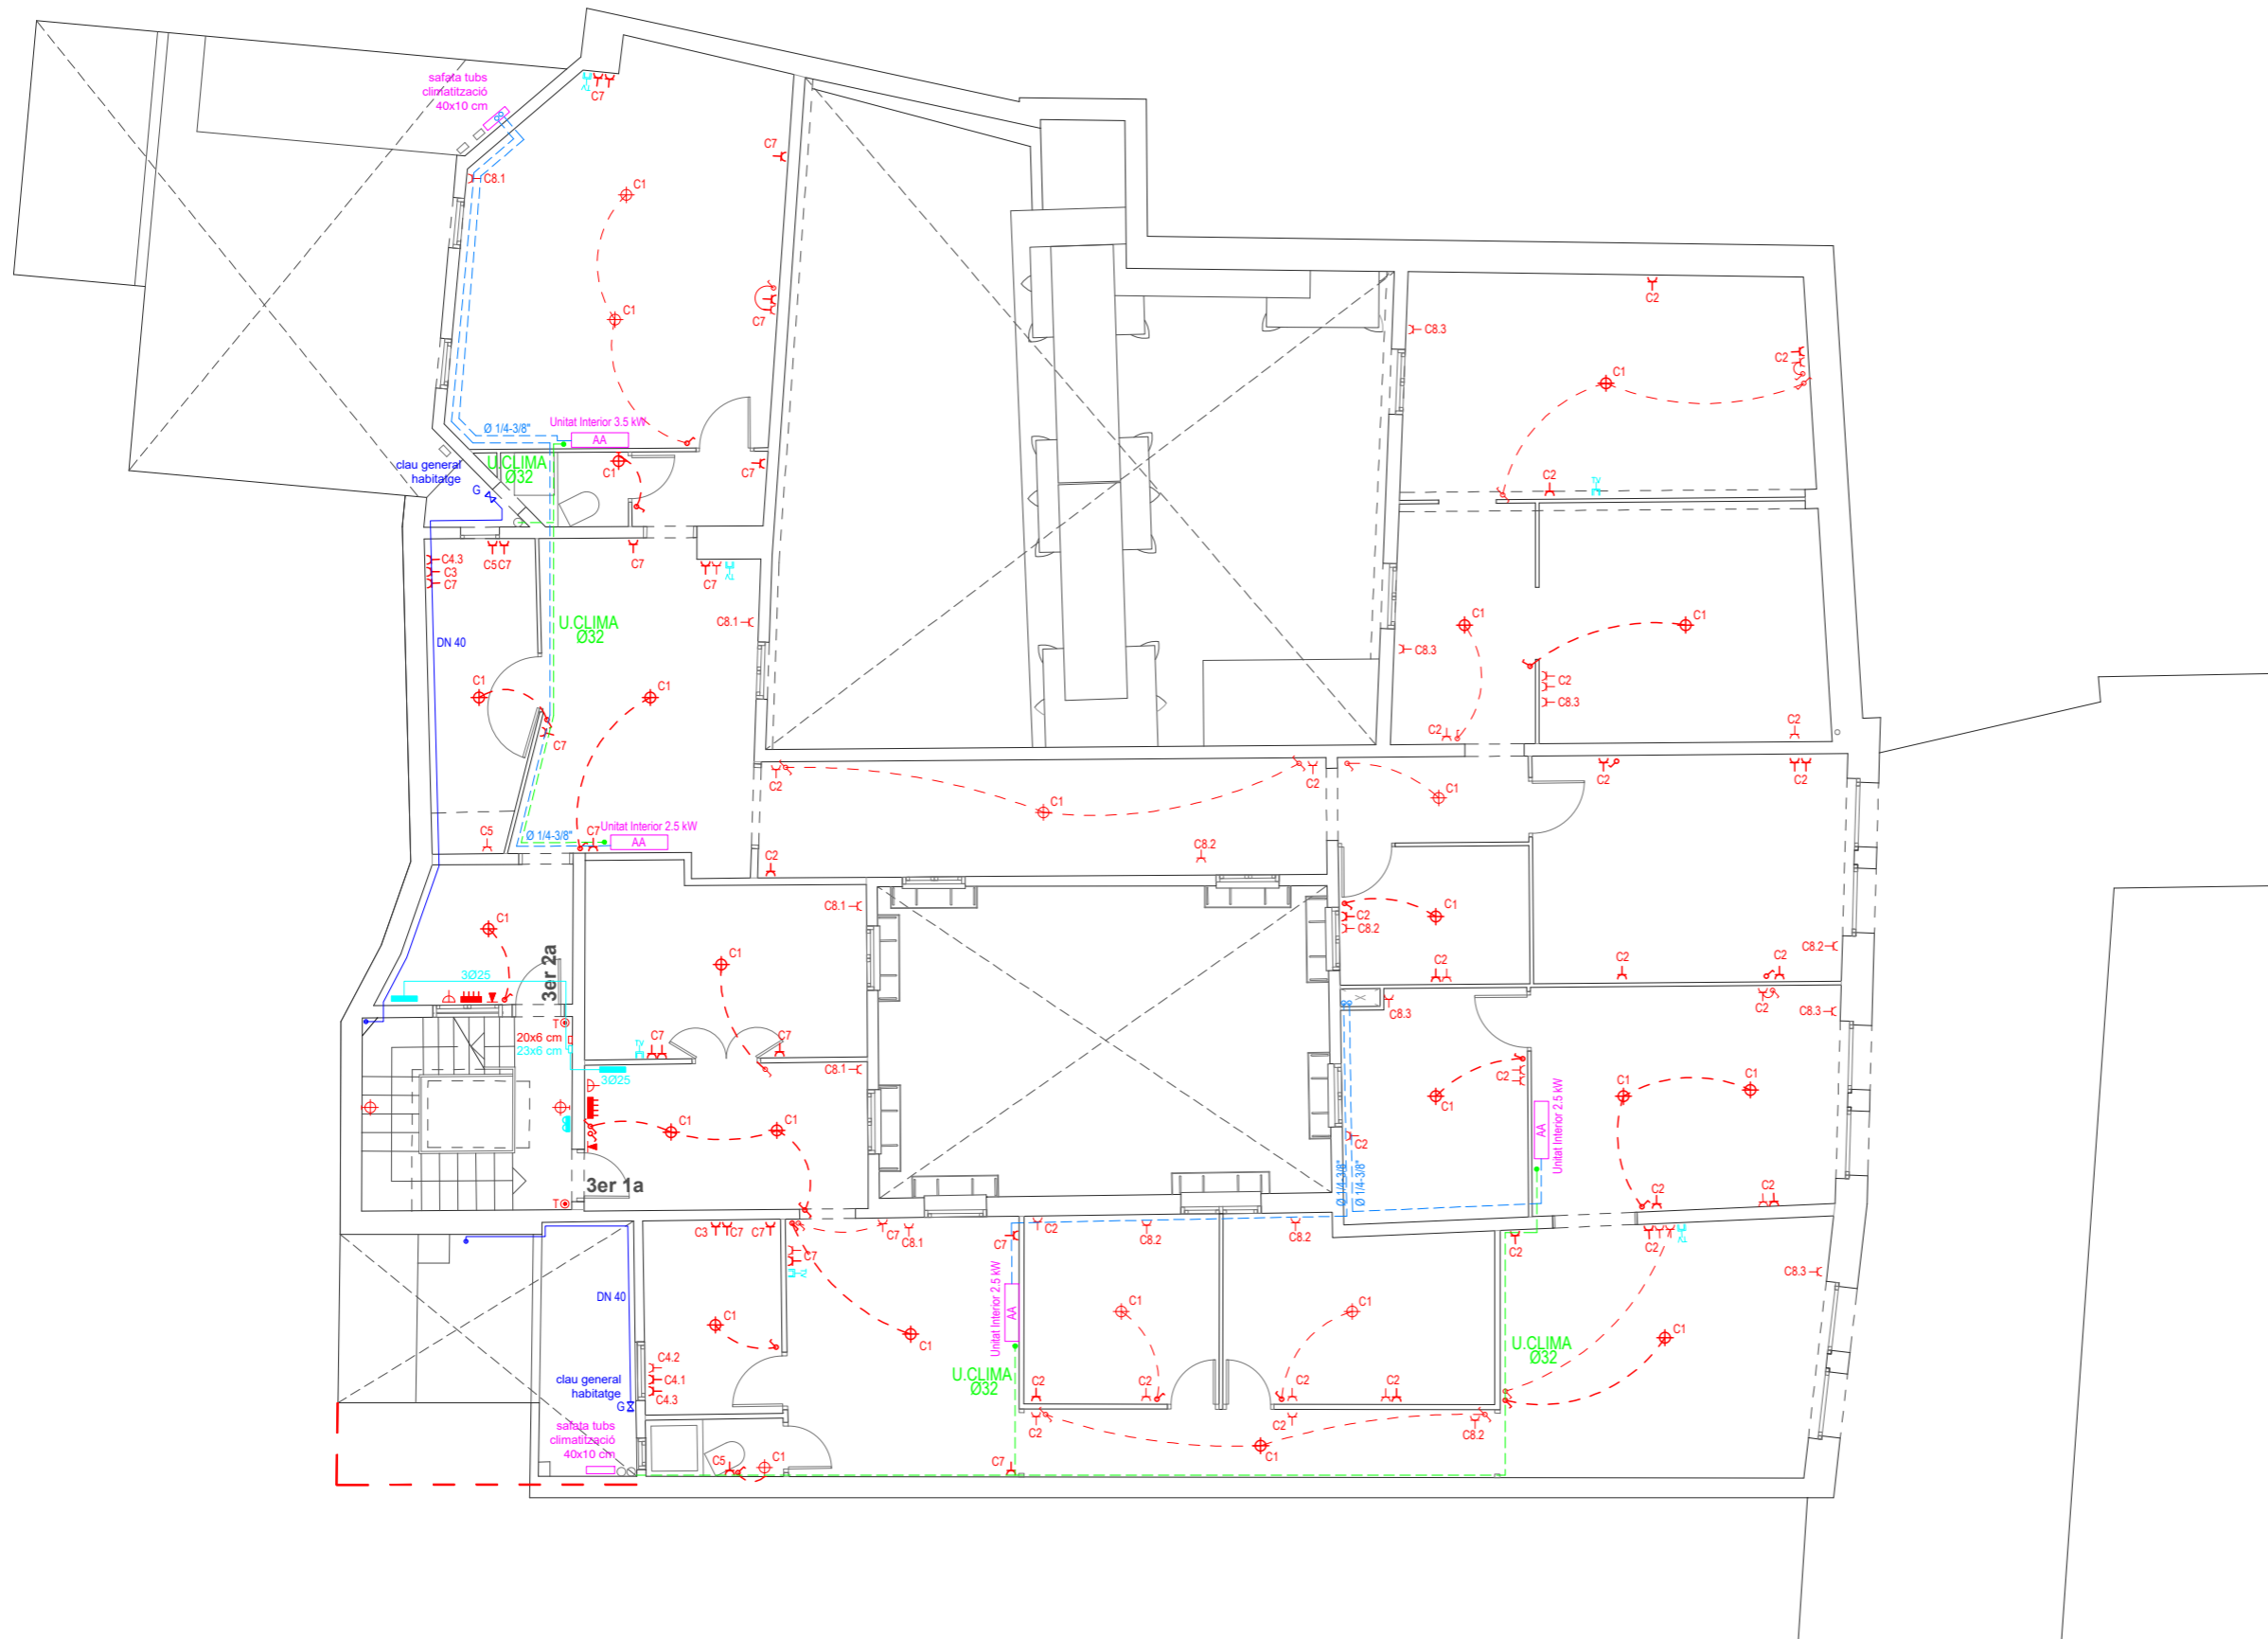 safata tubs
climatització
40x10 cm
TV
C7
C7
C8.1
C1
C2
C8.3
C7
C1
C2
C1
Unitat Interior 3.5 kW
AA
Ø 1/4-3/8"
U.CLIMA
Ø32
C1
C7
clau general
habitatge
G
C2
TV
C4.3
C3
C7
C5
C7
C7
C7
TV
U.CLIMA
Ø32
C8.1
C1
C1
DN 40
C8.3
C2
C8.3
C1
C1
C7
C2
C2
C2
C2
C2
C2
C1
C1
Ø 1/4-3/8"
C7
Unitat Interior 2.5 kW
AA
C5
C2
C8.2
C8.1
C1
C1
C2
C8.2
C8.2
3er 2a
C1
C2
C2
C2
3Ø25
C8.3
C2
C8.3
T
20x6 cm
23x6 cm
TV
C7
C7
C8.1
3Ø25
C2
C1
C1
C1
AA
Unitat Interior 2.5 kW
C1
C1
C2
Ø 1/4-3/8"
Ø 1/4-3/8"
3er 1a
T
C2
C2
C3
C7
C7
C7
C8.1
C7
C2
C8.2
C8.2
C2
C2
TV
C7
TV
C8.3
DN 40
Unitat Interior 2.5 kW
AA
C1
C1
C1
C1
C1
U.CLIMA
Ø32
C4.2
C4.1
C4.3
U.CLIMA
Ø32
clau general
habitatge
G
C2
C2
C2
C2
C2
C2
C8.2
safata tubs
climatització
40x10 cm
C5
C1
C7
C1